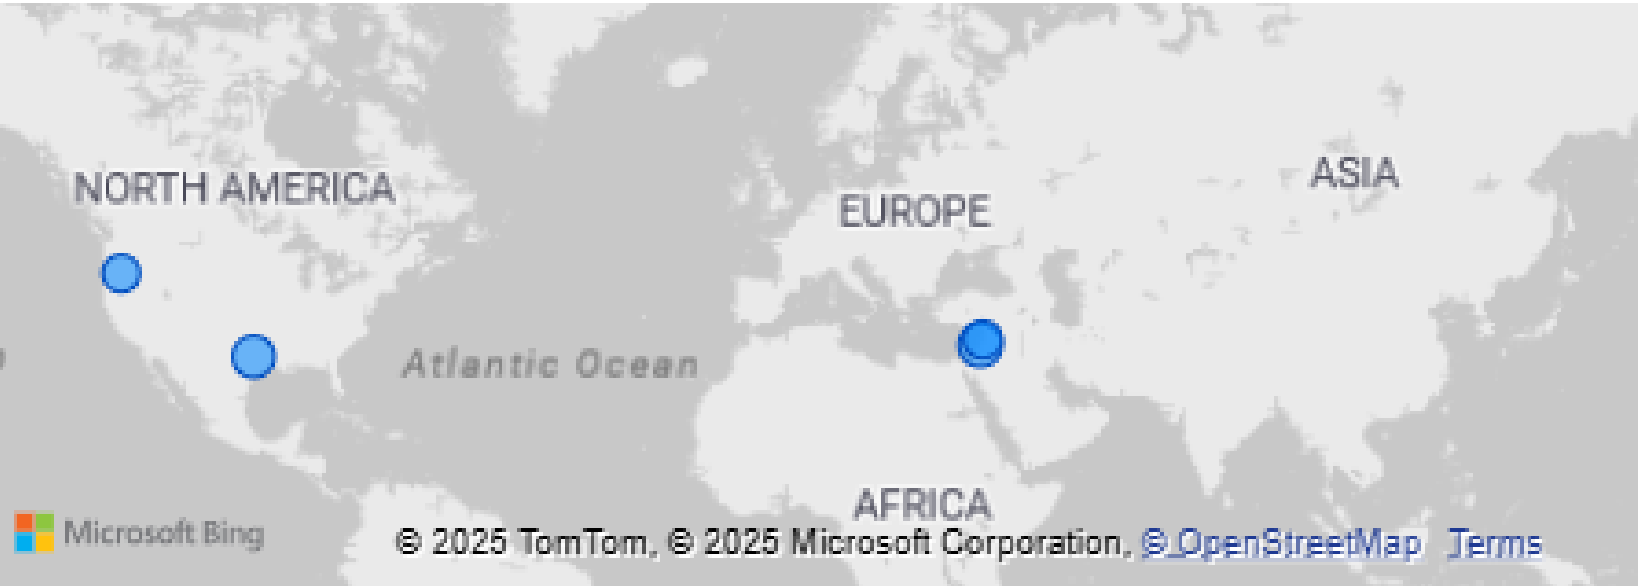 ASIA
NORTH AMERICA
EUROPE
Atlantic Ocean
AFRICA
Microsoft Bing
© 2025 TomTom, © 2025 Microsoft Corporation, © OpenStreetMap Terms